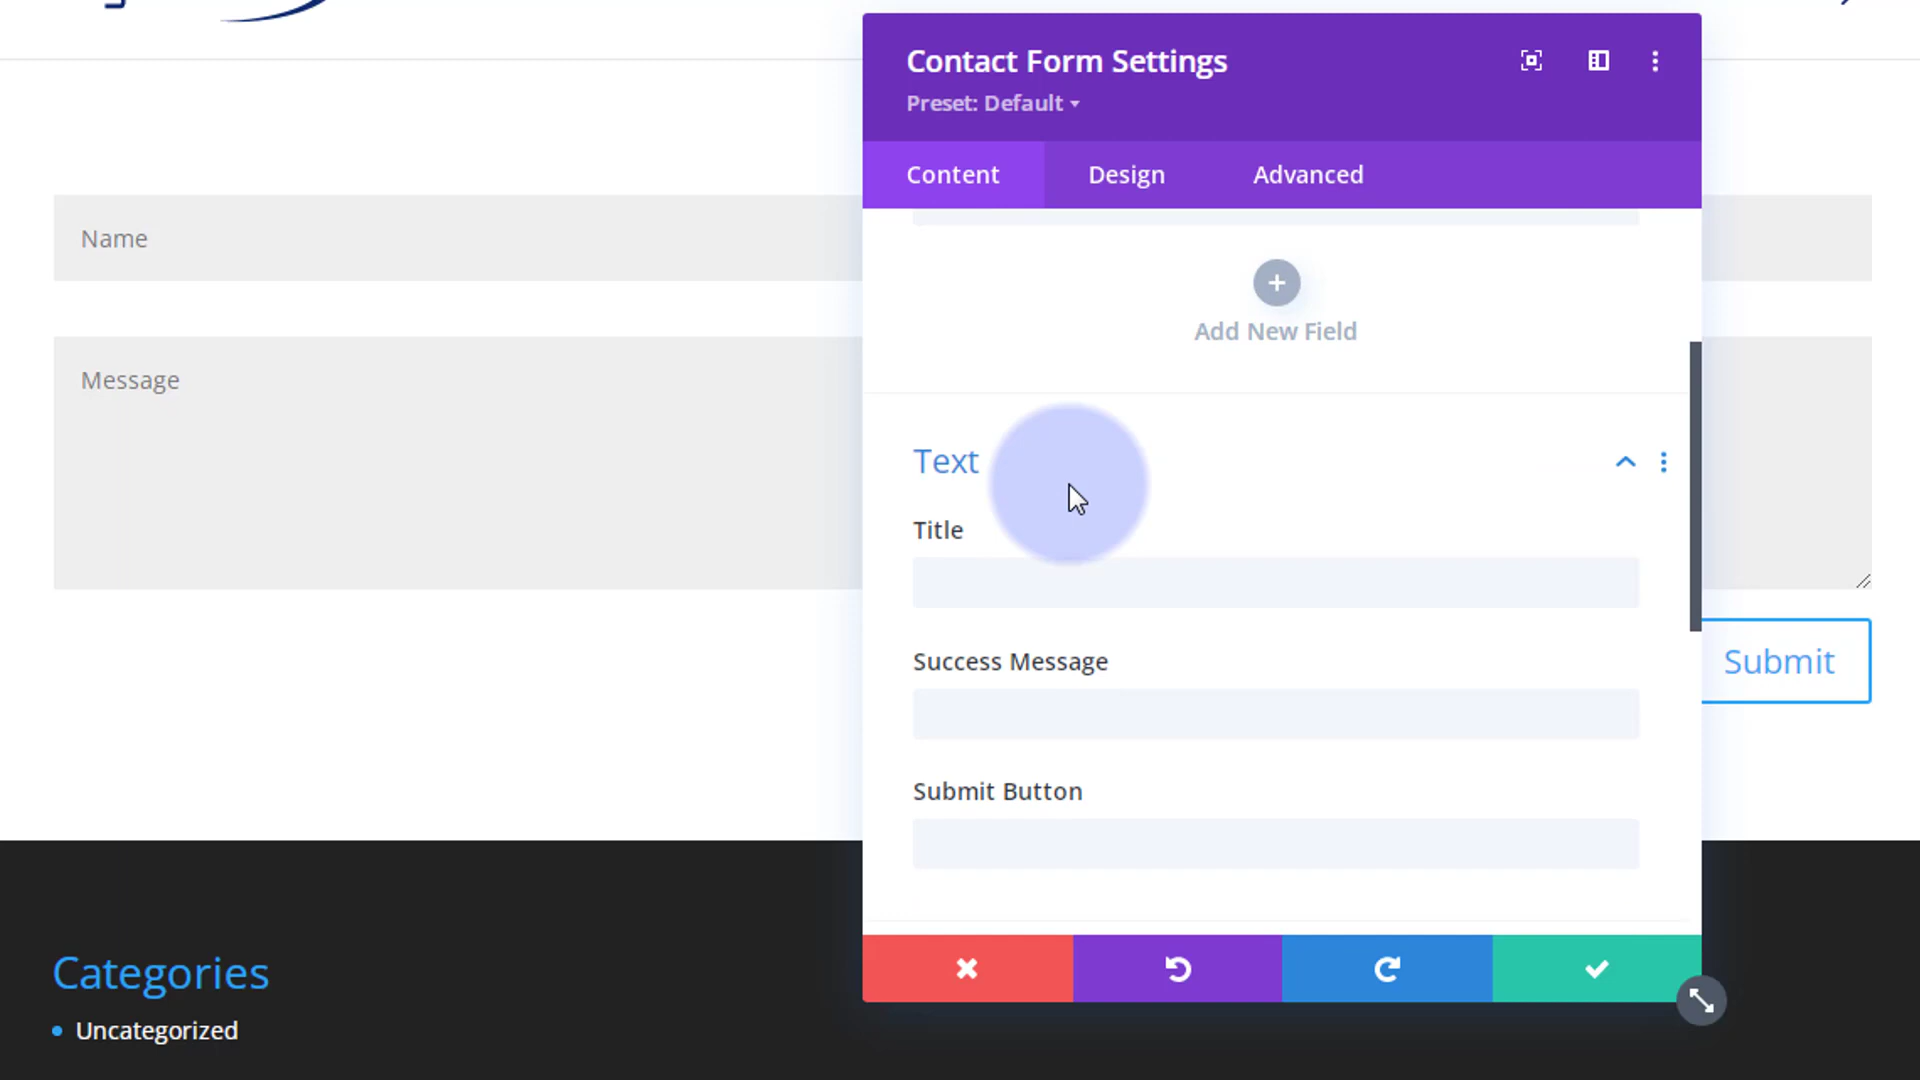 Contact Form Settings
Preset: Default
Content Design Advanced
Name
Message
Add New Field
Text
Title
Success Message
Submit Button
Submit
Categories
Uncategorized